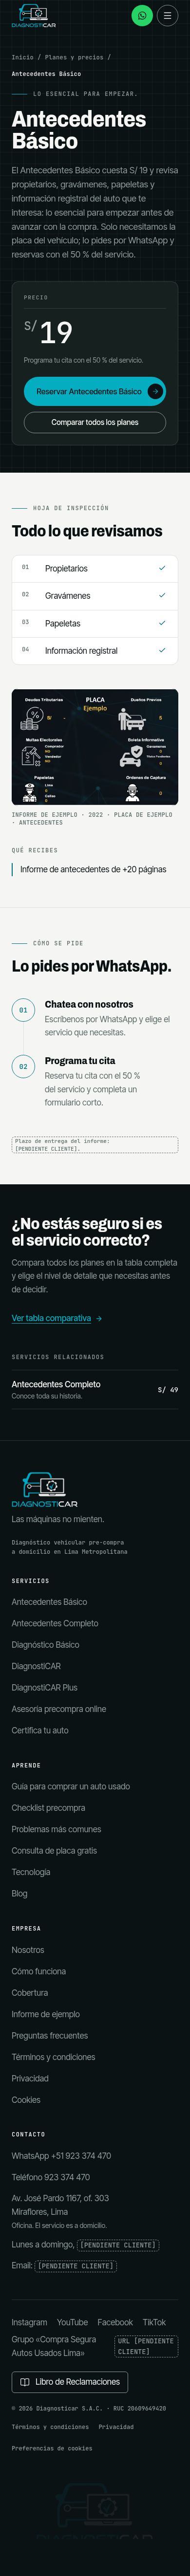 DIAGNOSTICAR
Inicio / Planes y precios /
Antecedentes Básico
LO ESENCIAL PARA EMPEZAR.
Antecedentes
Básico
El Antecedentes Básico cuesta S/ 19 y revisa
propietarios, gravámenes, papeletas y
información registral del auto que te
interesa: lo esencial para empezar antes de
avanzar con la compra. Solo necesitamos la
placa del vehículo; lo pides por WhatsApp y
reservas con el 50 % del servicio.
PRECIO
S/ 19
Programa tu cita con el 50 % del servicio.
Reservar Antecedentes Básico
Comparar todos los planes
HOJA DE INSPECCIÓN
Todo lo que revisamos
01 Propietarios
02 Gravámenes
03 Papeletas
04 Información registral
Deudas Tributarias
PLACA
Ejemplo
Dueños Previos
S/ -
5
Multas Electorales
Boleta Informativa
Papeletas
Ordenes de Captura
0
INFORME DE EJEMPLO · 2022 · PLACA DE EJEMPLO
· ANTECEDENTES
QUÉ RECIBES
Informe de antecedentes de +20 páginas
CÓMO SE PIDE
Lo pides por WhatsApp.
01 Chatea con nosotros
Escríbenos por WhatsApp y elige el
servicio que necesitas.
02 Programa tu cita
Reserva tu cita con el 50 %
del servicio y completa un
formulario corto.
Plazo de entrega del informe:
[PENDIENTE CLIENTE].
¿No estás seguro si es
el servicio correcto?
Compara todos los planes en la tabla completa
y elige el nivel de detalle que necesitas antes
de decidir.
Ver tabla comparativa →
SERVICIOS RELACIONADOS
Antecedentes Completo
S/ 49
Conoce toda su historia.
DIAGNOSTICAR
Las máquinas no mienten.
Diagnóstico vehicular pre-compra
a domicilio en Lima Metropolitana
SERVICIOS
Antecedentes Básico
Antecedentes Completo
Diagnóstico Básico
DiagnostiCAR
DiagnostiCAR Plus
Asesoría precompra online
Certifica tu auto
APRENDE
Guía para comprar un auto usado
Checklist precompra
Problemas más comunes
Consulta de placa gratis
Tecnología
Blog
EMPRESA
Nosotros
Cómo funciona
Cobertura
Informe de ejemplo
Preguntas frecuentes
Términos y condiciones
Privacidad
Cookies
CONTACTO
WhatsApp +51 923 374 470
Teléfono 923 374 470
Av. José Pardo 1167, of. 303
Miraflores, Lima
Oficina. El servicio es a domicilio.
Lunes a domingo, [PENDIENTE CLIENTE]
Email: [PENDIENTE CLIENTE]
Instagram YouTube Facebook TikTok
Grupo «Compra Segura
Autos Usados Lima»
URL [PENDIENTE
CLIENTE]
Libro de Reclamaciones
© 2026 Diagnosticar S.A.C. · RUC 20609649420
Términos y condiciones Privacidad
Preferencias de cookies
DIAGNOSTICAR